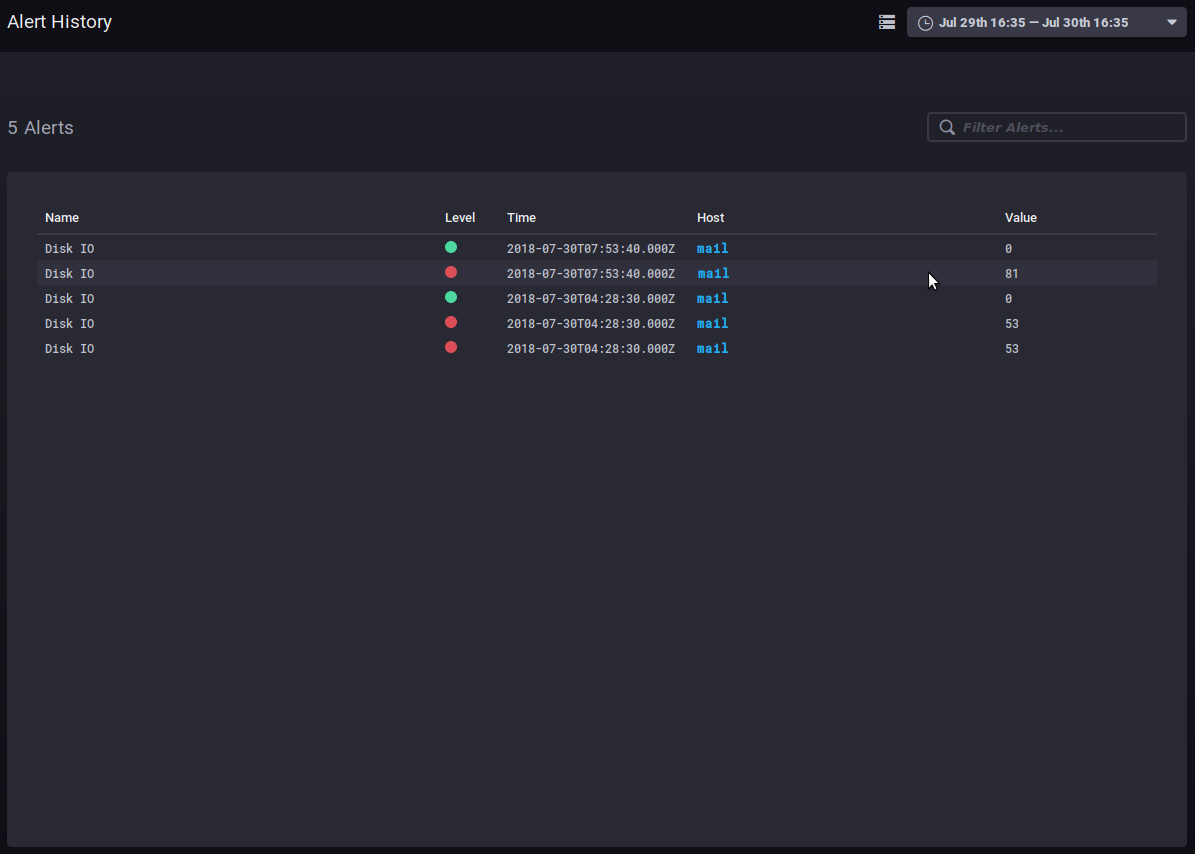 Alert History
Jul 29th 16:35 — Jul 30th 16:35
5 Alerts
Filter Alerts...
Name Level Time Host Value
Disk IO 2018-07-30T07:53:40.000Z mail 0
Disk IO 2018-07-30T07:53:40.000Z mail 81
Disk IO 2018-07-30T04:28:30.000Z mail 0
Disk IO 2018-07-30T04:28:30.000Z mail 53
Disk IO 2018-07-30T04:28:30.000Z mail 53